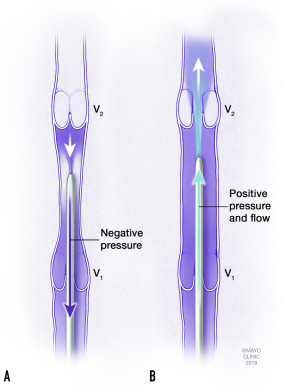 V2
V2
Negative
pressure
Positive
pressure
and flow
V1
V1
©MAYO
CLINIC
2018
A
B